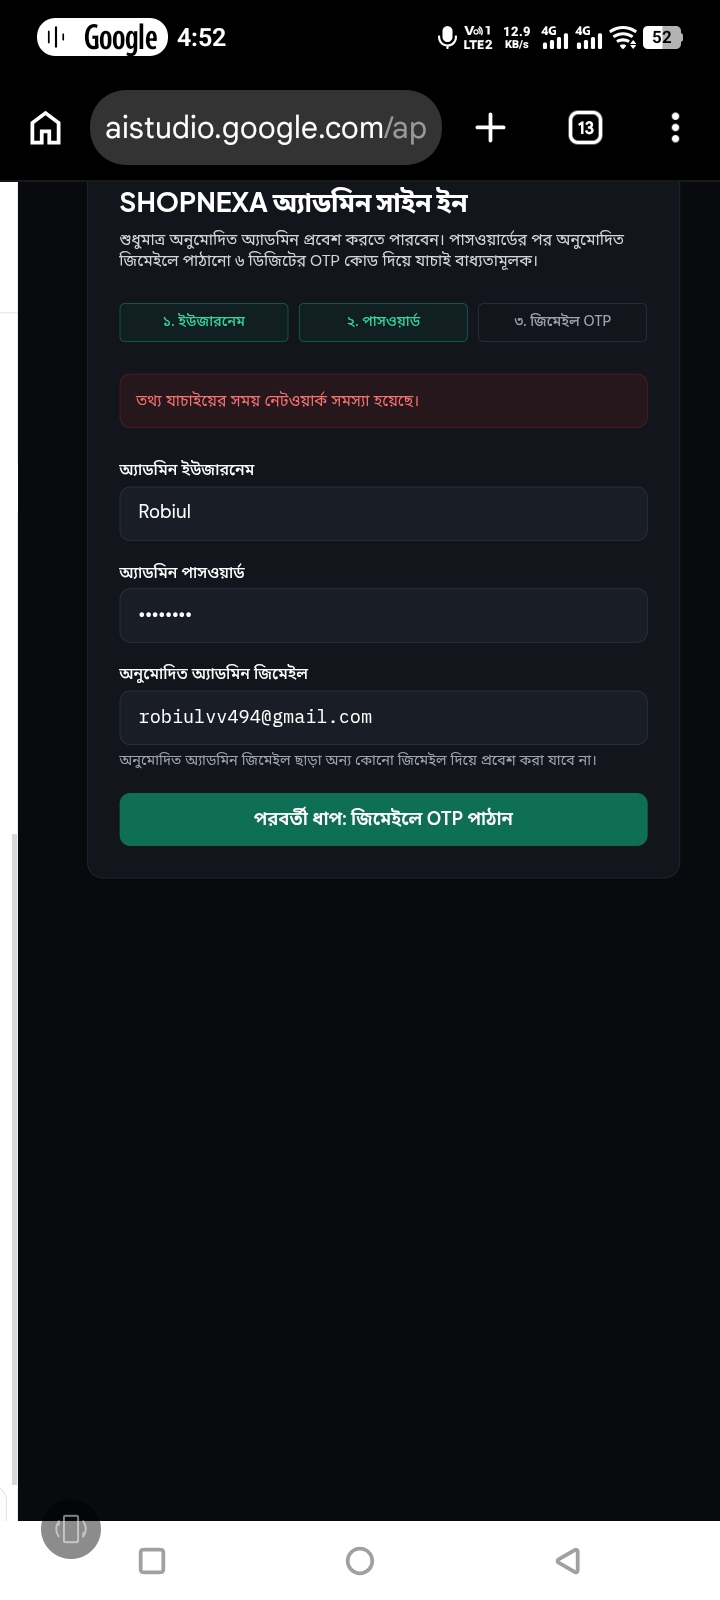 Google 4:52
Vo) 1
LTE2
12.9
KB/s
4G
4G
52
aistudio.google.com/ap
13
SHOPNEXA অ্যাডমিন সাইন ইন
শুধুমাত্র অনুমোদিত অ্যাডমিন প্রবেশ করতে পারবেন। পাসওয়ার্ডের পর অনুমোদিত
জিমেইলে পাঠানো ৬ ডিজিটের OTP কোড দিয়ে যাচাই বাধ্যতামূলক।
১. ইউজারনেম
২. পাসওয়ার্ড
৩. জিমেইল OTP
তথ্য যাচাইয়ের সময় নেটওয়ার্ক সমস্যা হয়েছে।
অ্যাডমিন ইউজারনেম
Robiul
অ্যাডমিন পাসওয়ার্ড
••••••••
অনুমোদিত অ্যাডমিন জিমেইল
robiulvv494@gmail.com
অনুমোদিত অ্যাডমিন জিমেইল ছাড়া অন্য কোনো জিমেইল দিয়ে প্রবেশ করা যাবে না।
পরবর্তী ধাপ: জিমেইলে OTP পাঠান